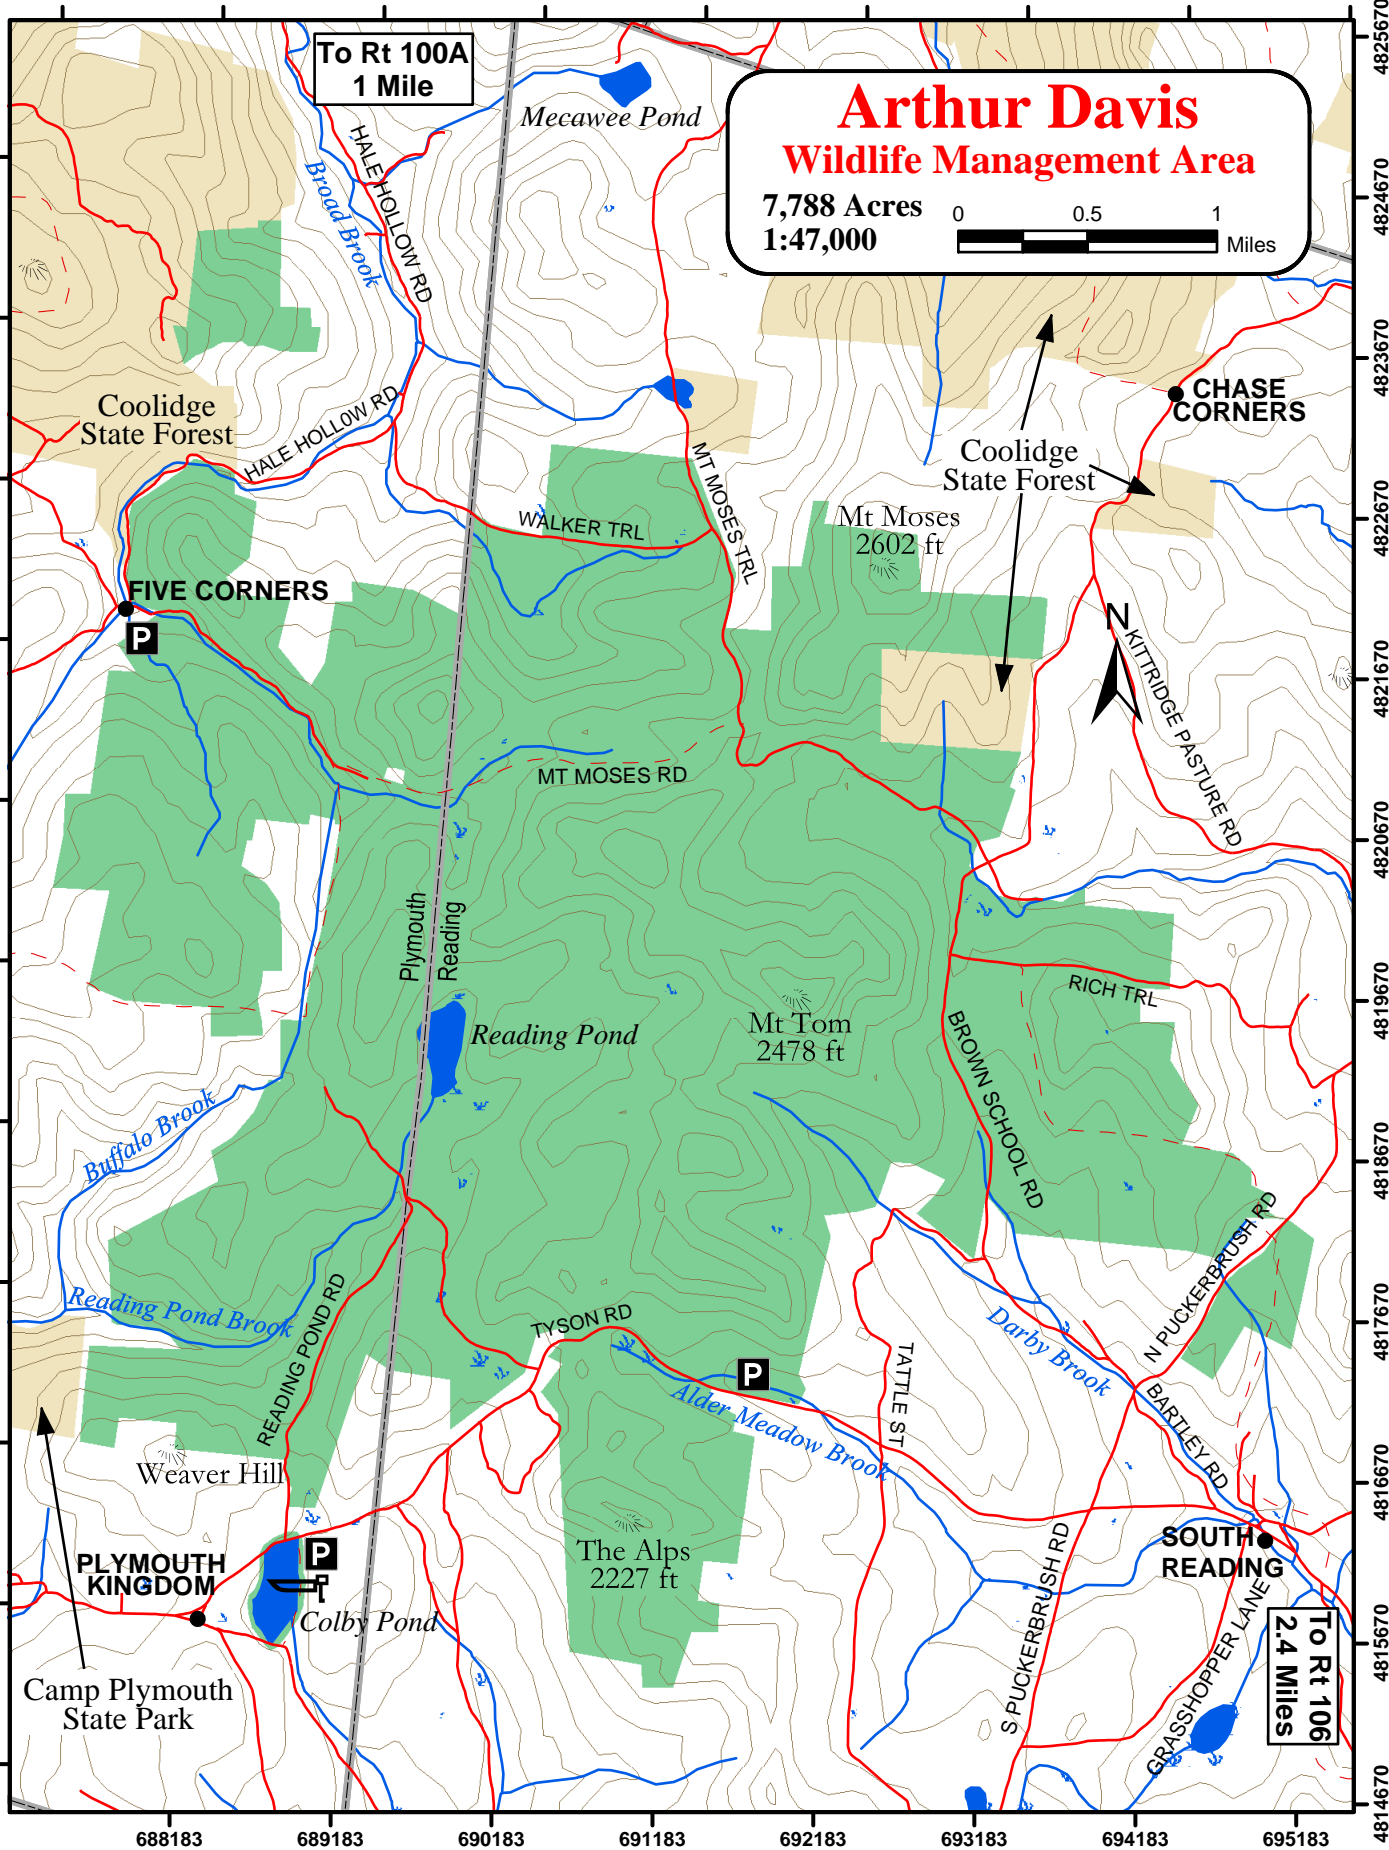 To Rt 100A
1 Mile
Mecawee Pond
Arthur Davis
Wildlife Management Area
7,788 Acres
1:47,000
0 0.5 1
Miles
HALE HOLLOW RD
Broad Brook
Coolidge
State Forest
HALE HOLL0W RD
CHASE
CORNERS
Coolidge
State Forest
MT MOSES TRL
WALKER TRL
Mt Moses
2602 ft
FIVE CORNERS
P
N
KITTRIDGE PASTURE RD
MT MOSES RD
Plymouth
Reading
Reading Pond
Mt Tom
2478 ft
RICH TRL
BROWN SCHOOL RD
Buffalo Brook
Reading Pond Brook
READING POND RD
TYSON RD
P
Alder Meadow Brook
TATTLE ST
Darby Brook
N PUCKERBRUSH RD
BARTLEY RD
Weaver Hill
P
PLYMOUTH
KINGDOM
Colby Pond
The Alps
2227 ft
SOUTH
READING
S PUCKERBRUSH RD
GRASSHOPPER LANE
To Rt 106
2.4 Miles
Camp Plymouth
State Park
4825670
4824670
4823670
4822670
4821670
4820670
4819670
4818670
4817670
4816670
4815670
4814670
688183 689183 690183 691183 692183 693183 694183 695183